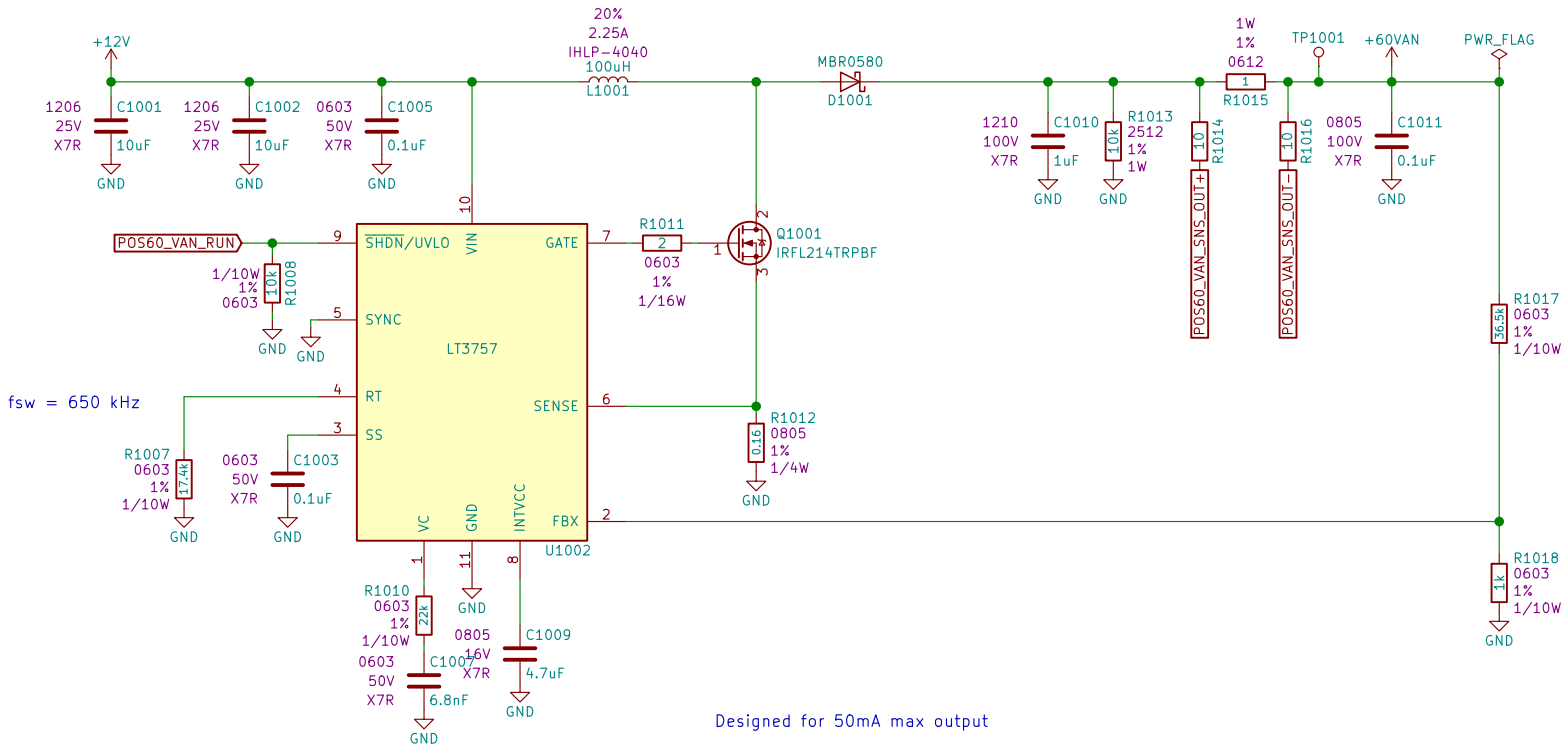 20%
2.25A
IHLP-4040
100uH
L1001
+12V
1206
25V
X7R
C1001
10uF
GND
1206
25V
X7R
C1002
10uF
GND
0603
50V
X7R
C1005
0.1uF
GND
MBR0580
D1001
1W
1%
0612
1
R1015
TP1001
+60VAN
PWR_FLAG
1210
100V
X7R
C1010
1uF
GND
10k
R1013
2512
1%
1W
GND
10
R1014
POS60_VAN_SNS_OUT+
10
R1016
POS60_VAN_SNS_OUT-
0805
100V
X7R
C1011
0.1uF
GND
POS60_VAN_RUN
1/10W
1%
0603
10k
R1008
GND
GND
9
SHDN/UVLO
10
VIN
GATE
7
5
SYNC
LT3757
4
RT
3
SS
SENSE
6
FBX
2
VC
1
GND
11
INTVCC
8
U1002
R1011
2
0603
1%
1/16W
1
2
3
Q1001
IRFL214TRPBF
R1012
0.16
0805
1%
1/4W
GND
R1017
36.5k
0603
1%
1/10W
R1018
1k
0603
1%
1/10W
GND
fsw = 650 kHz
R1007
0603
1%
1/10W
17.4k
GND
0603
50V
X7R
C1003
0.1uF
GND
R1010
0603
1%
1/10W
22k
0603
50V
X7R
C1007
6.8nF
GND
GND
0805
16V
X7R
C1009
4.7uF
GND
Designed for 50mA max output